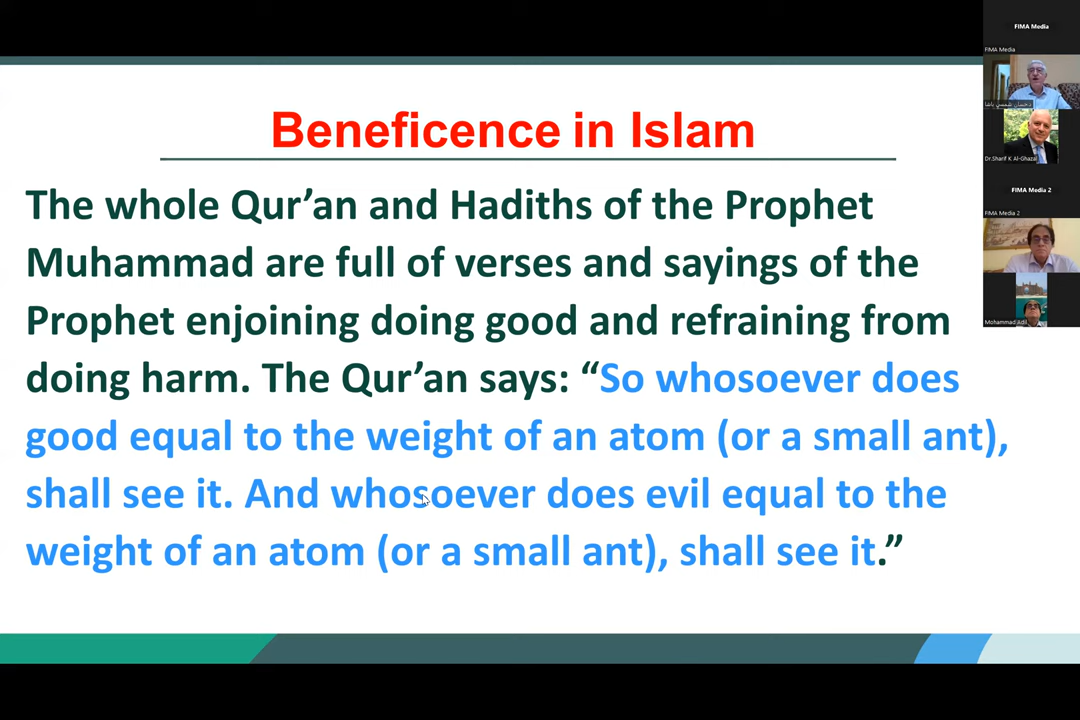 Beneficence in Islam
The whole Qur’an and Hadiths of the Prophet
Muhammad are full of verses and sayings of the
Prophet enjoining doing good and refraining from
doing harm. The Qur’an says: “So whosoever does
good equal to the weight of an atom (or a small ant),
shall see it. And whosoever does evil equal to the
weight of an atom (or a small ant), shall see it.”
FIMA Media
FIMA Media
د.حسان شمسي باشا
Dr.Sharif K Al-Ghazal
FIMA Media 2
FIMA Media 2
Mohammad Iqbal